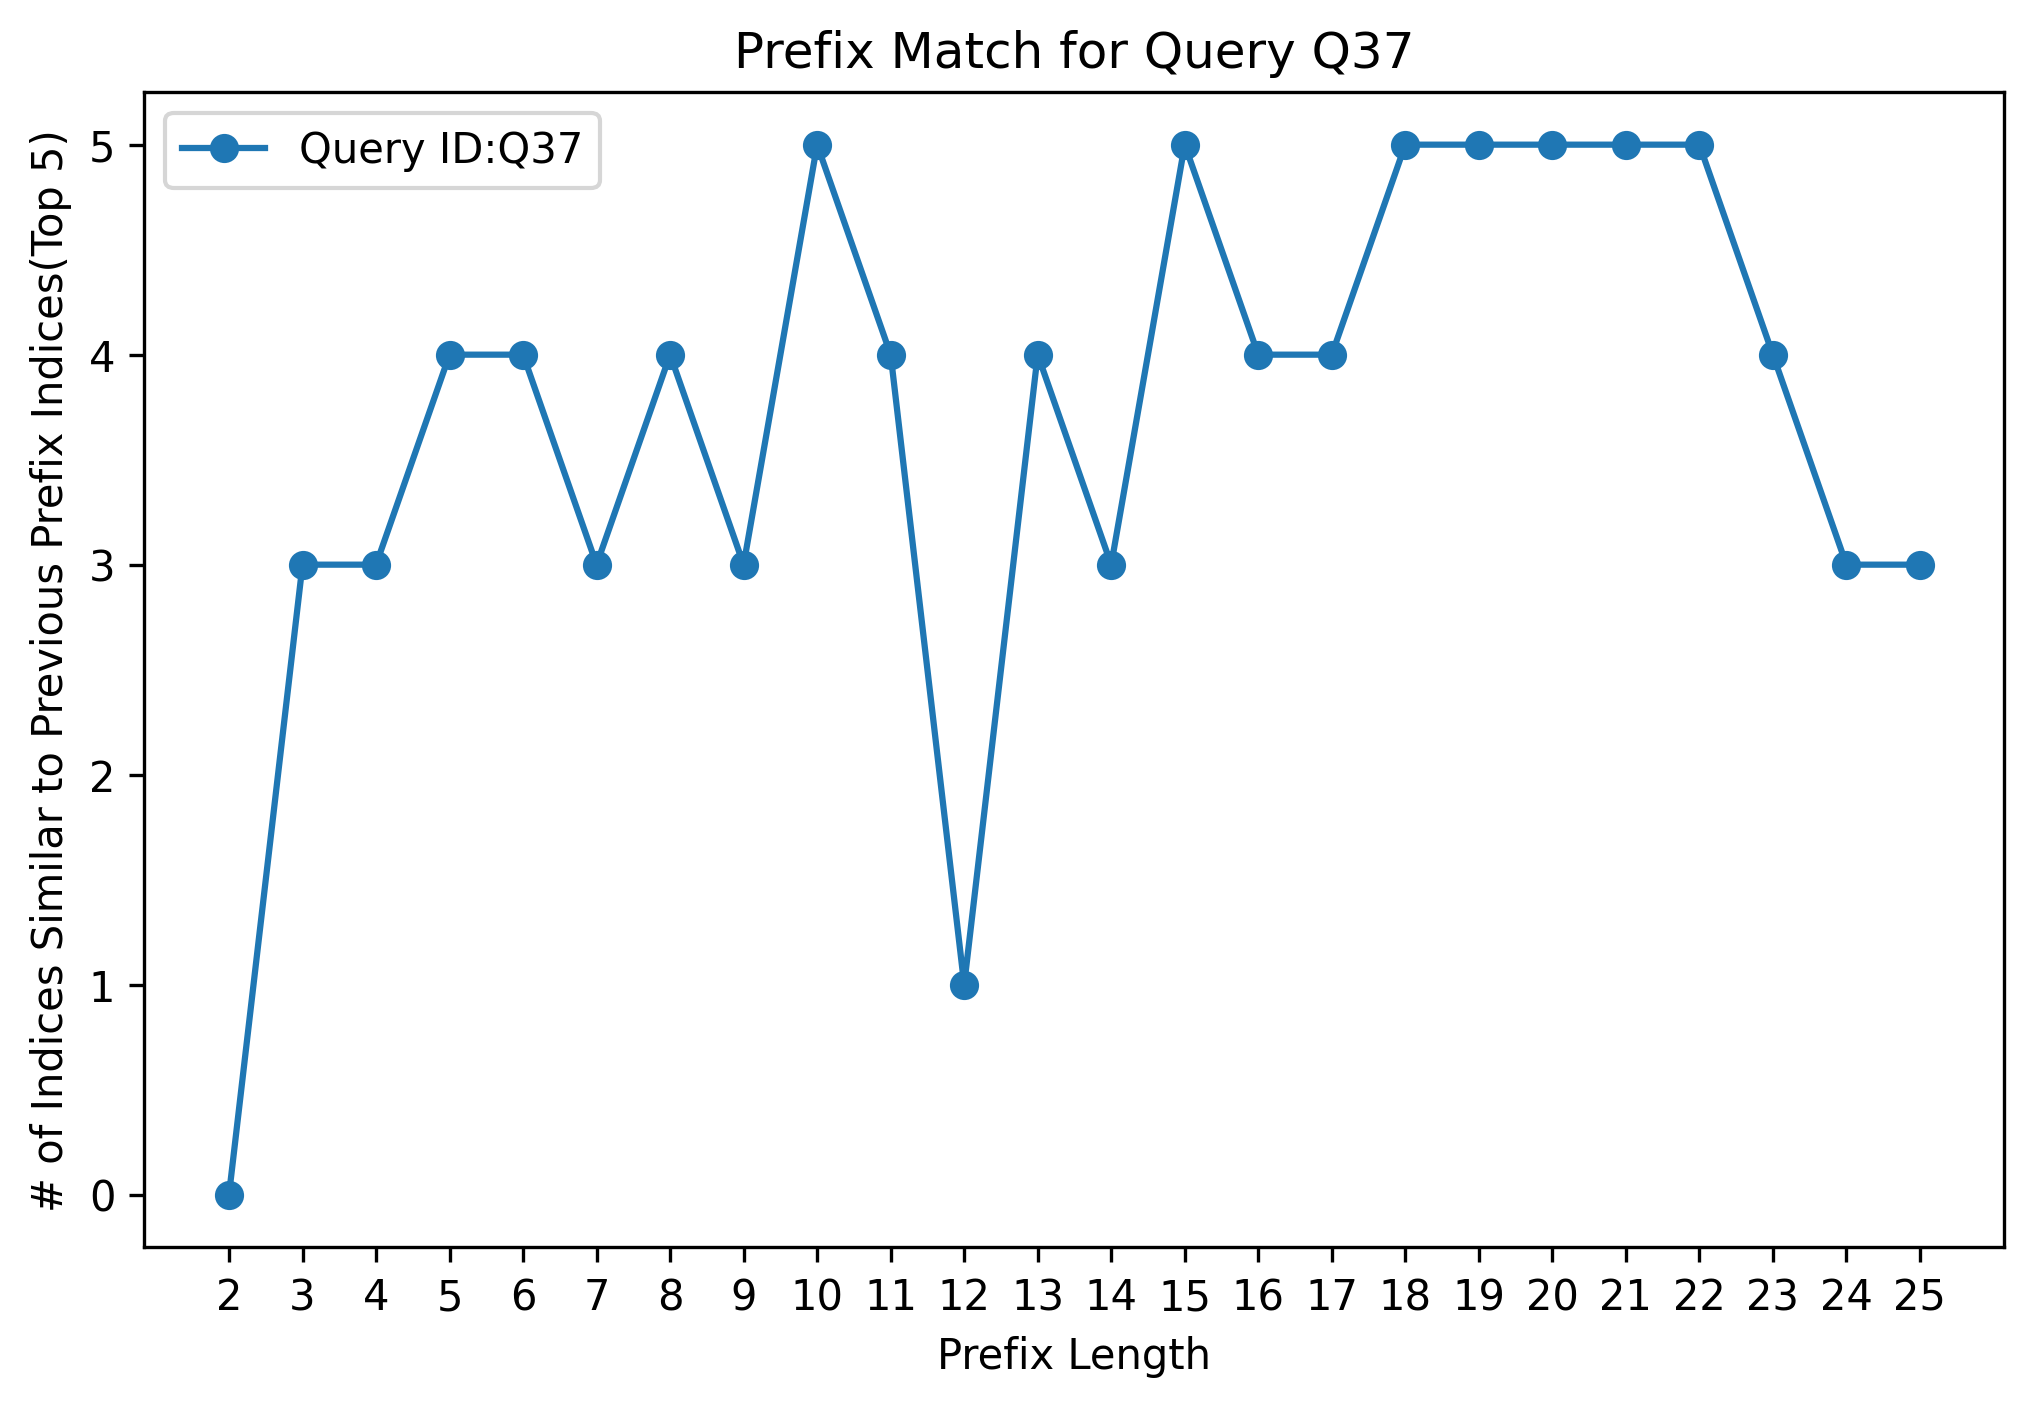 Prefix Match for Query Q37
Query ID:Q37
# of Indices Similar to Previous Prefix Indices(Top 5)
5
4
3
2
1
0
2 3 4 5 6 7 8 9 10 11 12 13 14 15 16 17 18 19 20 21 22 23 24 25
Prefix Length